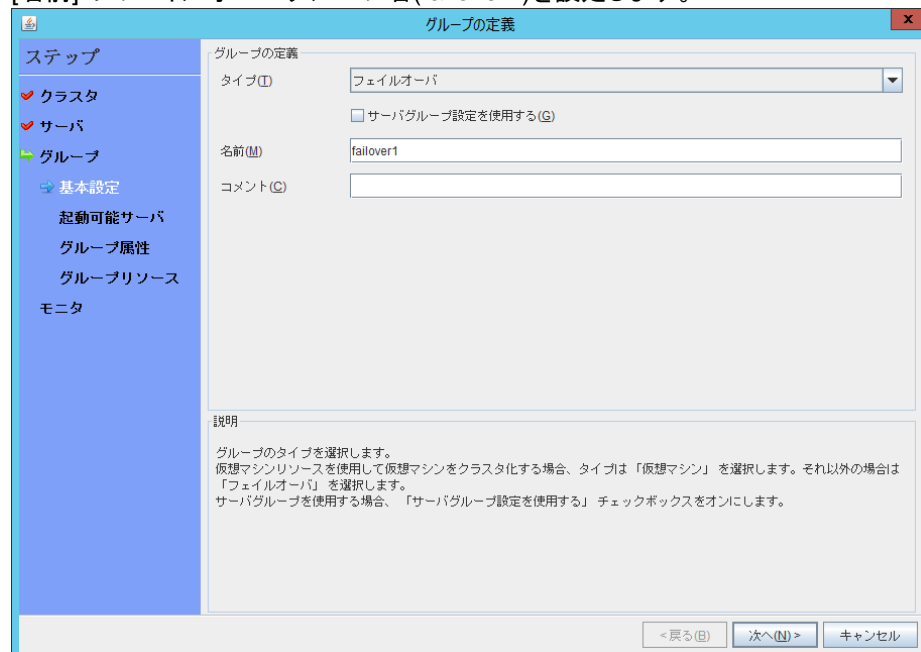 グループの定義
x
ステップ
クラスタ
サーバ
グループ
基本設定
起動可能サーバ
グループ属性
グループリソース
モニタ
グループの定義
タイプ(T)
フェイルオーバ
サーバグループ設定を使用する(G)
名前(M)
failover1
コメント(C)
説明
グループのタイプを選択します。
仮想マシンリソースを使用して仮想マシンをクラスタ化する場合、タイプは「仮想マシン」 を選択します。それ以外の場合は
「フェイルオーバ」 を選択します。
サーバグループを使用する場合、 「サーバグループ設定を使用する」 チェックボックスをオンにします。
<戻る(B)
次へ(N)>
キャンセル